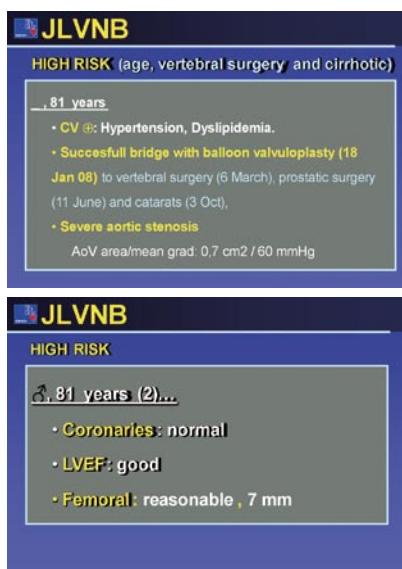 JLVNB
HIGH RISK (age, vertebral surgery and cirrhotic)
_, 81 years
• CV ⊕: Hypertension, Dyslipidemia.
• Succesfull bridge with balloon valvuloplasty (18
Jan 08) to vertebral surgery (6 March), prostatic surgery
(11 June) and catarats (3 Oct),
• Severe aortic stenosis
AoV area/mean grad: 0,7 cm2 / 60 mmHg
JLVNB
HIGH RISK
♂, 81 years (2)...
• Coronaries: normal
• LVEF: good
• Femoral: reasonable , 7 mm